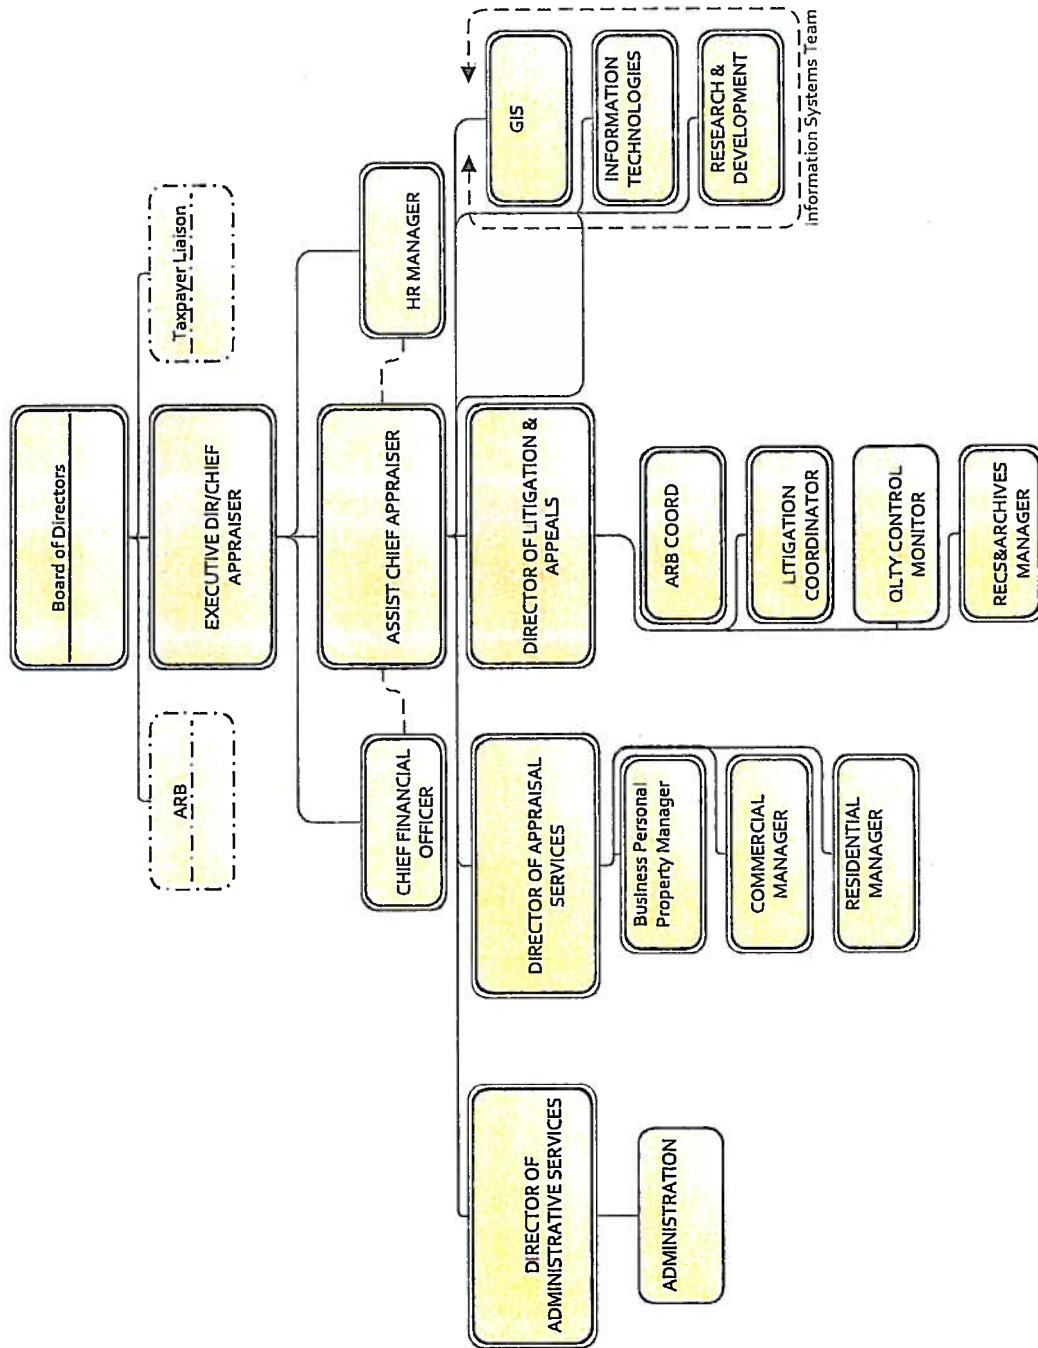 Board of Directors
ARB
Taxpayer Liaison
EXECUTIVE DIR/CHIEF
APPRAISER
CHIEF FINANCIAL
OFFICER
ASSIST CHIEF APPRAISER
HR MANAGER
DIRECTOR OF
ADMINISTRATIVE SERVICES
DIRECTOR OF APPRAISAL
SERVICES
DIRECTOR OF LITIGATION &
APPEALS
GIS
ADMINISTRATION
Business Personal
Property Manager
COMMERCIAL
MANAGER
RESIDENTIAL
MANAGER
ARB COORD
LITIGATION
COORDINATOR
QLTY CONTROL
MONITOR
RECS&ARCHIVES
MANAGER
INFORMATION
TECHNOLOGIES
RESEARCH &
DEVELOPMENT
Information Systems Team